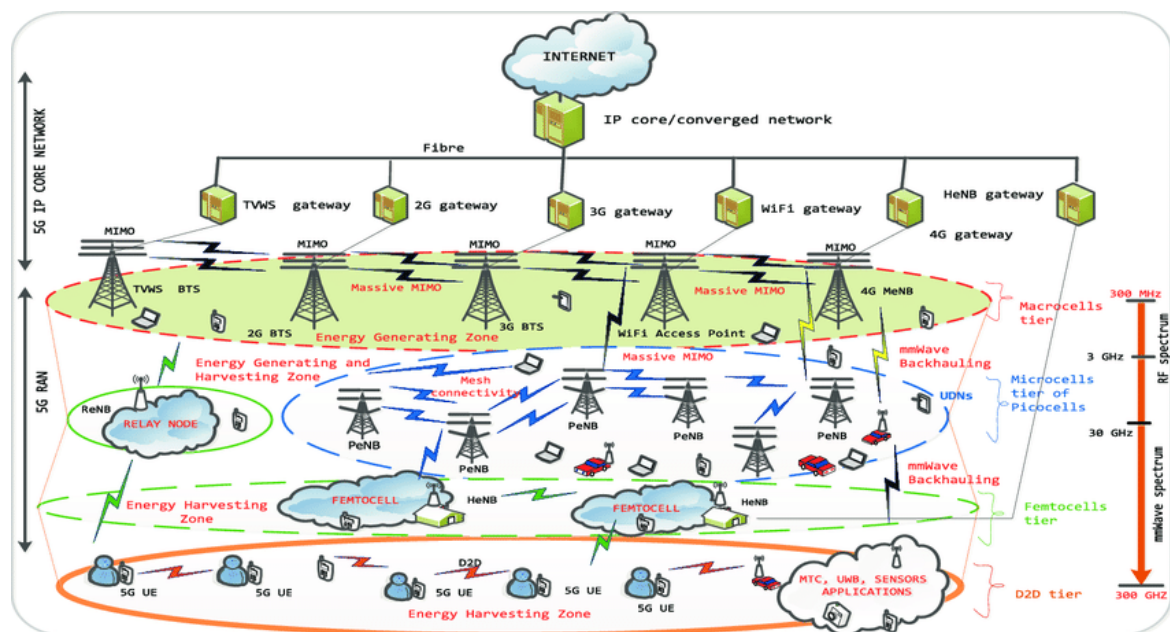 INTERNET
IP core/converged network
Fibre
5G IP CORE NETWORK
TVWS gateway
2G gateway
3G gateway
WiFi gateway
HeNB gateway
4G gateway
MIMO
MIMO
MIMO
MIMO
MIMO
TVWS BTS
Massive MIMO
Massive MIMO
4G MeNB
2G BTS
3G BTS
WiFi Access Point
Energy Generating Zone
Macrocells
tier
300 MHz
3 GHz
RF spectrum
30 GHz
mmWave spectrum
300 GHZ
5G RAN
Energy Generating and
Harvesting Zone
Massive MIMO
mmWave
Backhauling
Mesh
connectivity
ReNB
RELAY NODE
PeNB
PeNB
PeNB
PeNB
PeNB
UDNs
Microcells
tier of
Picocells
mmWave
Backhauling
Energy Harvesting
Zone
FEMTOCELL
HeNB
FEMTOCELL
HeNB
Femtocells
tier
D2D
5G UE
5G UE
5G UE
5G UE
5G UE
Energy Harvesting Zone
MTC, UWB, SENSORS
APPLICATIONS
D2D tier